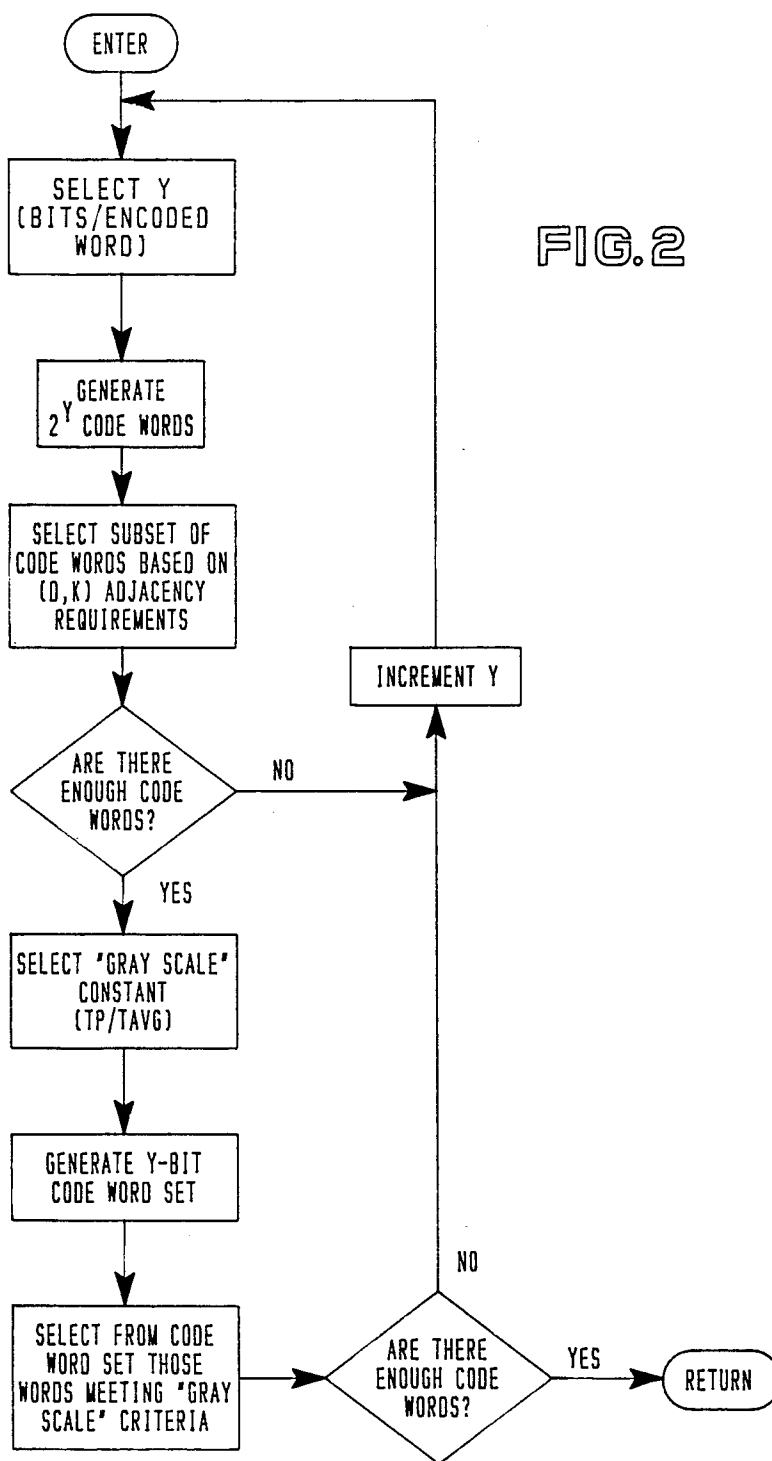 ENTER
SELECT Y
(BITS/ENCODED
WORD)
FIG.2
GENERATE
2^Y CODE WORDS
SELECT SUBSET OF
CODE WORDS BASED ON
(D,K) ADJACENCY
REQUIREMENTS
INCREMENT Y
ARE THERE
ENOUGH CODE
WORDS?
NO
YES
SELECT "GRAY SCALE"
CONSTANT
(TP/TAVG)
GENERATE Y-BIT
CODE WORD SET
NO
SELECT FROM CODE
WORD SET THOSE
WORDS MEETING "GRAY
SCALE" CRITERIA
ARE THERE
ENOUGH CODE
WORDS?
YES
RETURN